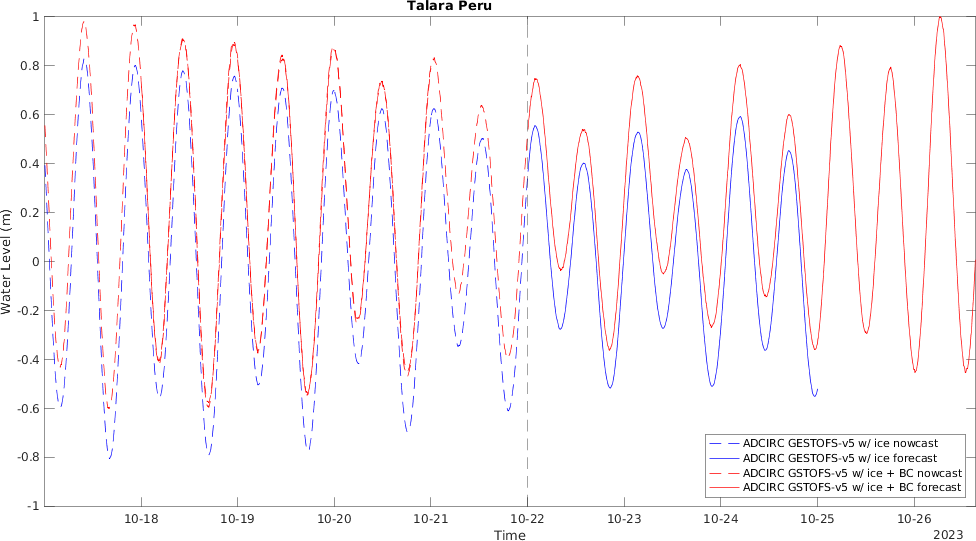 Talara Peru
Water Level (m)
1
0.8
0.6
0.4
0.2
0
-0.2
-0.4
-0.6
-0.8
-1
ADCIRC GESTOFS-v5 w/ ice nowcast
ADCIRC GESTOFS-v5 w/ ice forecast
ADCIRC GSTOFS-v5 w/ ice + BC nowcast
ADCIRC GSTOFS-v5 w/ ice + BC forecast
10-18 10-19 10-20 10-21 10-22 10-23 10-24 10-25 10-26
Time
2023